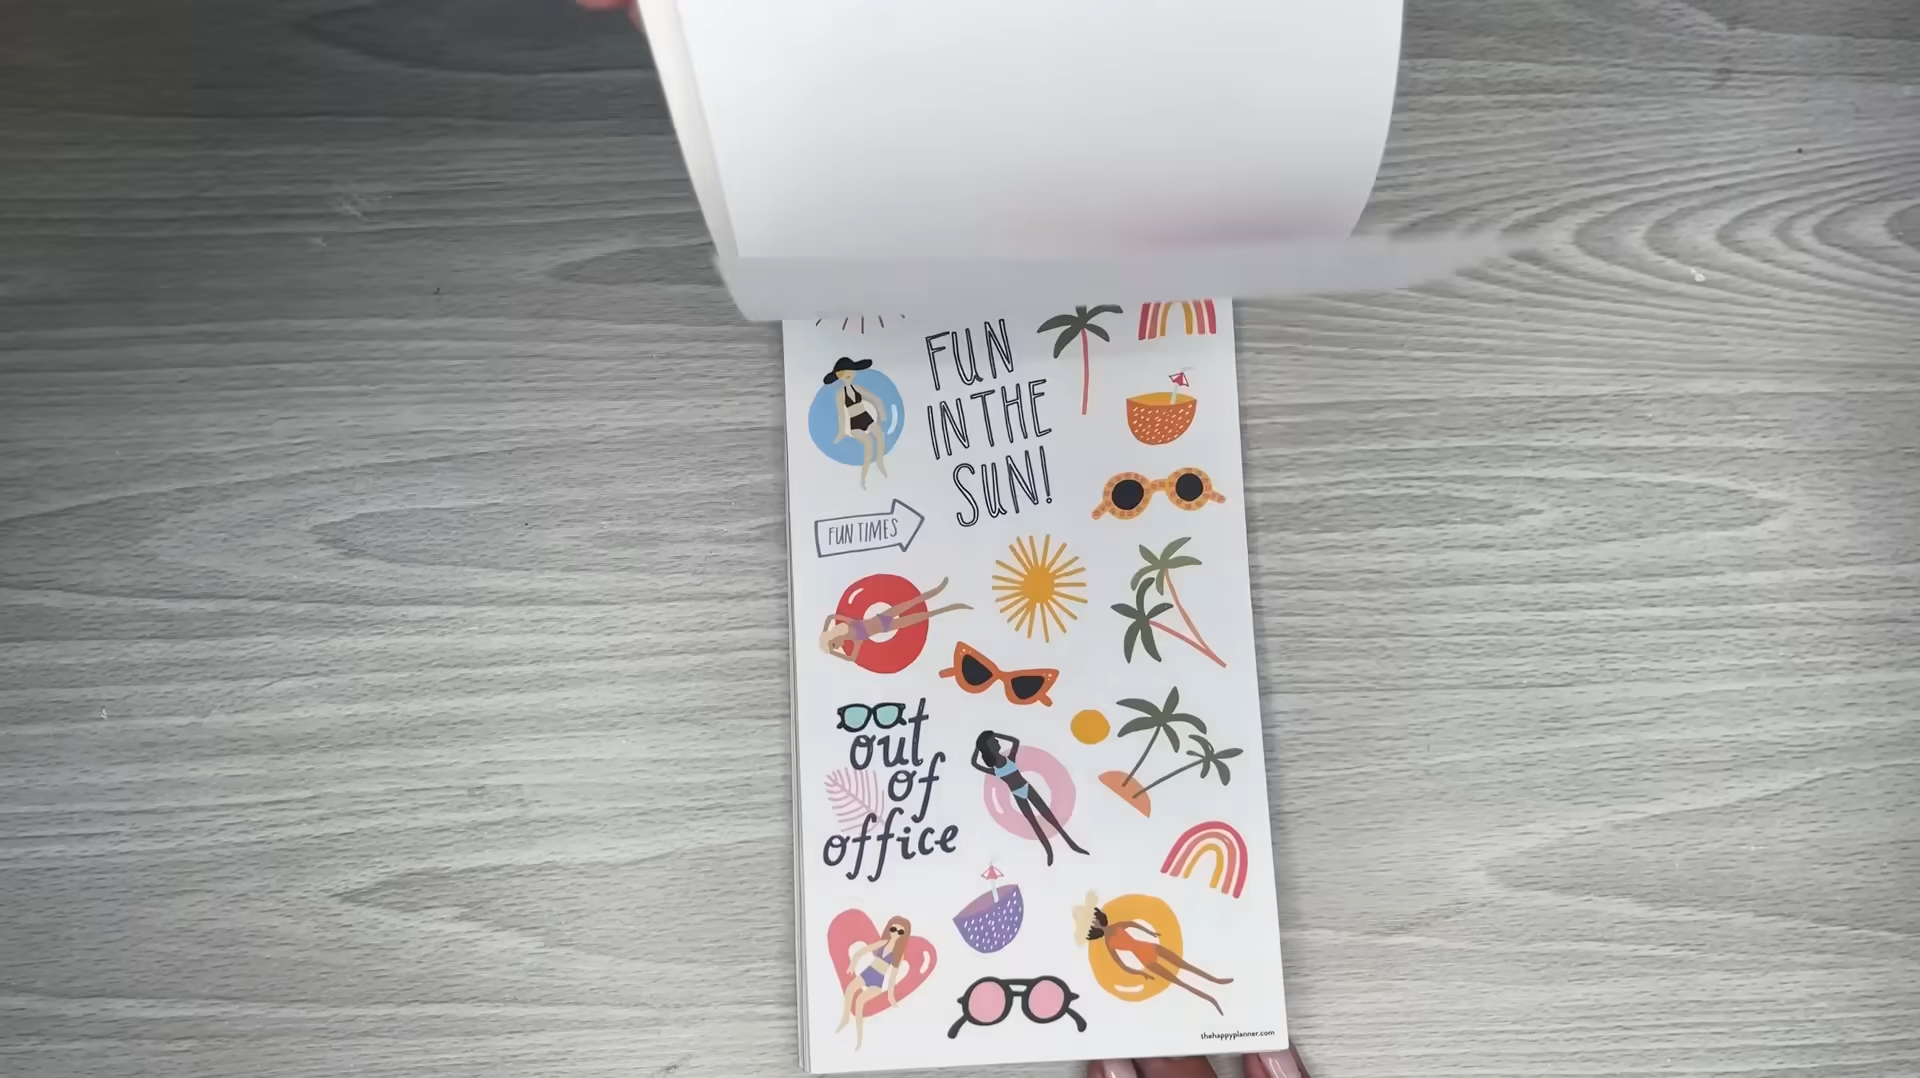 FUN
IN THE
SUN!
FUN TIMES
out
of
office
thehappyplanner.com